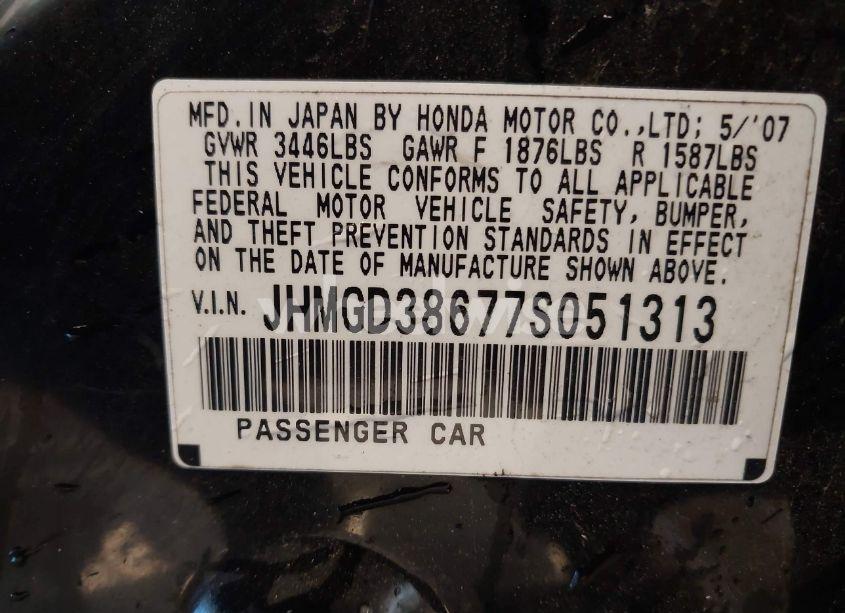 MFD. IN JAPAN BY HONDA MOTOR CO.,LTD; 5/'07
GVWR 3446LBS GAWR F 1876LBS R 1587LBS
THIS VEHICLE CONFORMS TO ALL APPLICABLE
FEDERAL MOTOR VEHICLE SAFETY, BUMPER,
AND THEFT PREVENTION STANDARDS IN EFFECT
ON THE DATE OF MANUFACTURE SHOWN ABOVE.
V.I.N. JHMGD38677S051313
PASSENGER CAR